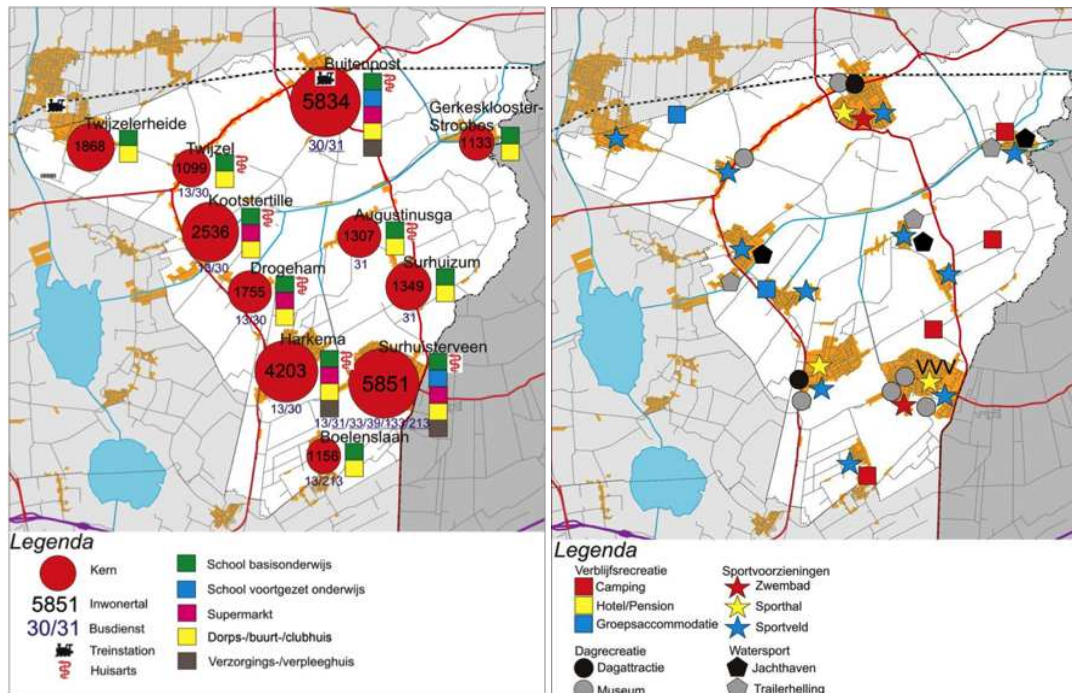 Buitenpost
5834
30/31
Gerkesklooster-
Stroobos
1133
Twijzelerheide
1868
Twijzel
1099
13/30
Kootstertille
2536
13/30
Augustinusga
1307
31
Surhuizum
1349
31
Drogeham
1755
13/30
Harkema
4203
13/30
Surhuisterveen
5851
13/31/33/39/133/213
Boelenslaan
1156
13/213
Legenda
Kern
5851 Inwonertal
30/31 Busdienst
Treinstation
Huisarts
School basisonderwijs
School voortgezet onderwijs
Supermarkt
Dorps-/buurt-/clubhuis
Verzorgings-/verpleeghuis
VVV
Legenda
Verblijfsrecreatie
Camping
Hotel/Pension
Groepsaccommodatie
Dagrecreatie
Dagattractie
Museum
Sportvoorzieningen
Zwembad
Sporthal
Sportveld
Watersport
Jachthaven
Trailerhelling